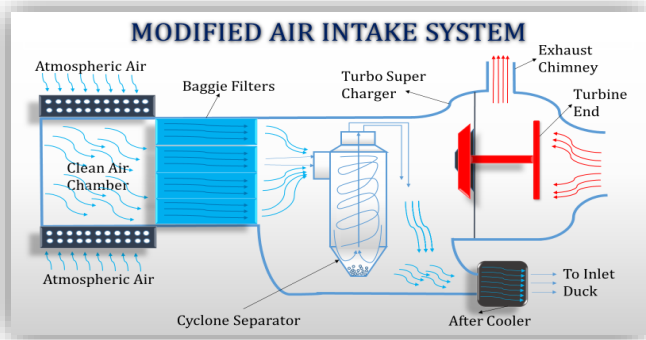 MODIFIED AIR INTAKE SYSTEM
Atmospheric Air
Baggie Filters
Turbo Super
Charger
Exhaust
Chimney
Turbine
End
Clean Air
Chamber
Atmospheric Air
Cyclone Separator
After Cooler
To Inlet
Duck